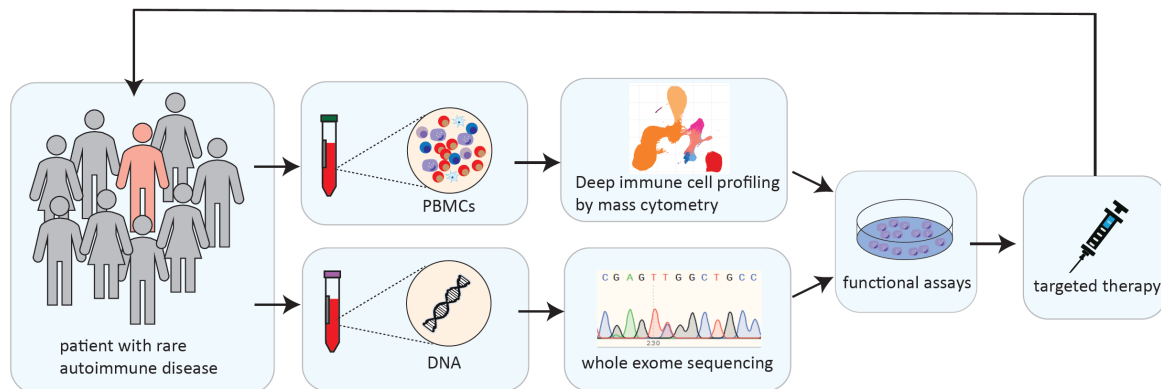 patient with rare
autoimmune disease
PBMCs
Deep immune cell profiling
by mass cytometry
DNA
C G A G T T G G C T G C C
230
whole exome sequencing
functional assays
targeted therapy